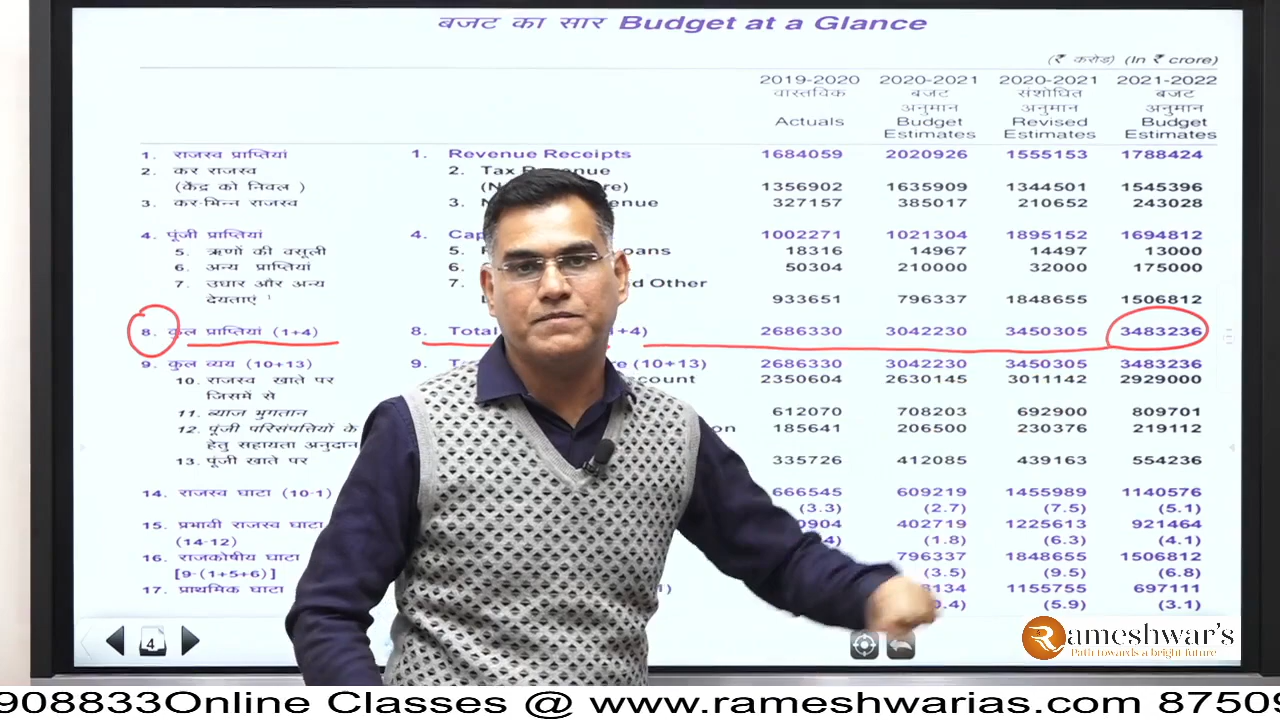 बजट का सार Budget at a Glance
(₹ करोड़) (In ₹ crore)
2019-2020 2020-2021 2020-2021 2021-2022
वास्तविक बजट संशोधित बजट
अनुमान अनुमान अनुमान
Actuals Budget Revised Budget
Estimates Estimates Estimates
1. राजस्व प्राप्तियां 1. Revenue Receipts 1684059 2020926 1555153 1788424
2. कर राजस्व 2. Tax
(केंद्र को निवल ) 1356902 1635909 1344501 1545396
3. कर-भिन्न राजस्व 3. 327157 385017 210652 243028
4. पूंजी प्राप्तियां 4. 1002271 1021304 1895152 1694812
5. ऋणों की वसूली 5. 18316 14967 14497 13000
6. अन्य प्राप्तियां 6. 50304 210000 32000 175000
7. उधार और अन्य 7. Other
देयताएं 933651 796337 1848655 1506812
8. कुल प्राप्तियां (1+4) 8. Total 2686330 3042230 3450305 3483236
9. कुल व्यय (10+13) 9. (10+13) 2686330 3042230 3450305 3483236
10. राजस्व खाते पर 2350604 2630145 3011142 2929000
जिसमें से
11. ब्याज भुगतान 612070 708203 692900 809701
12. पूंजी परिसंपत्तियों के 185641 206500 230376 219112
हेतु सहायता अनुदान
13. पूंजी खाते पर 335726 412085 439163 554236
14. राजस्व घाटा (10-1) 666545 609219 1455989 1140576
(3.3) (2.7) (7.5) (5.1)
15. प्रभावी राजस्व घाटा 402719 1225613 921464
(14-12) (1.8) (6.3) (4.1)
16. राजकोषीय घाटा 796337 1848655 1506812
[9-(1+5+6)] (3.5) (9.5) (6.8)
17. प्राथमिक घाटा 1155755 697111
(5.9) (3.1)
4
Rameshwar's
Path towards a bright future
908833Online Classes @ www.rameshwarias.com 8750